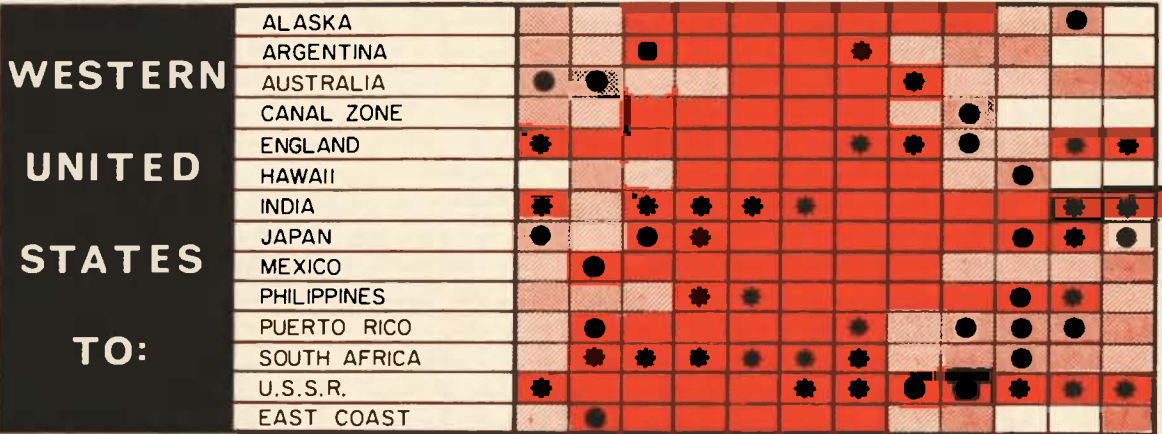 WESTERN
UNITED
STATES
TO:
ALASKA
ARGENTINA
AUSTRALIA
CANAL ZONE
ENGLAND
HAWAII
INDIA
JAPAN
MEXICO
PHILIPPINES
PUERTO RICO
SOUTH AFRICA
U.S.S.R.
EAST COAST